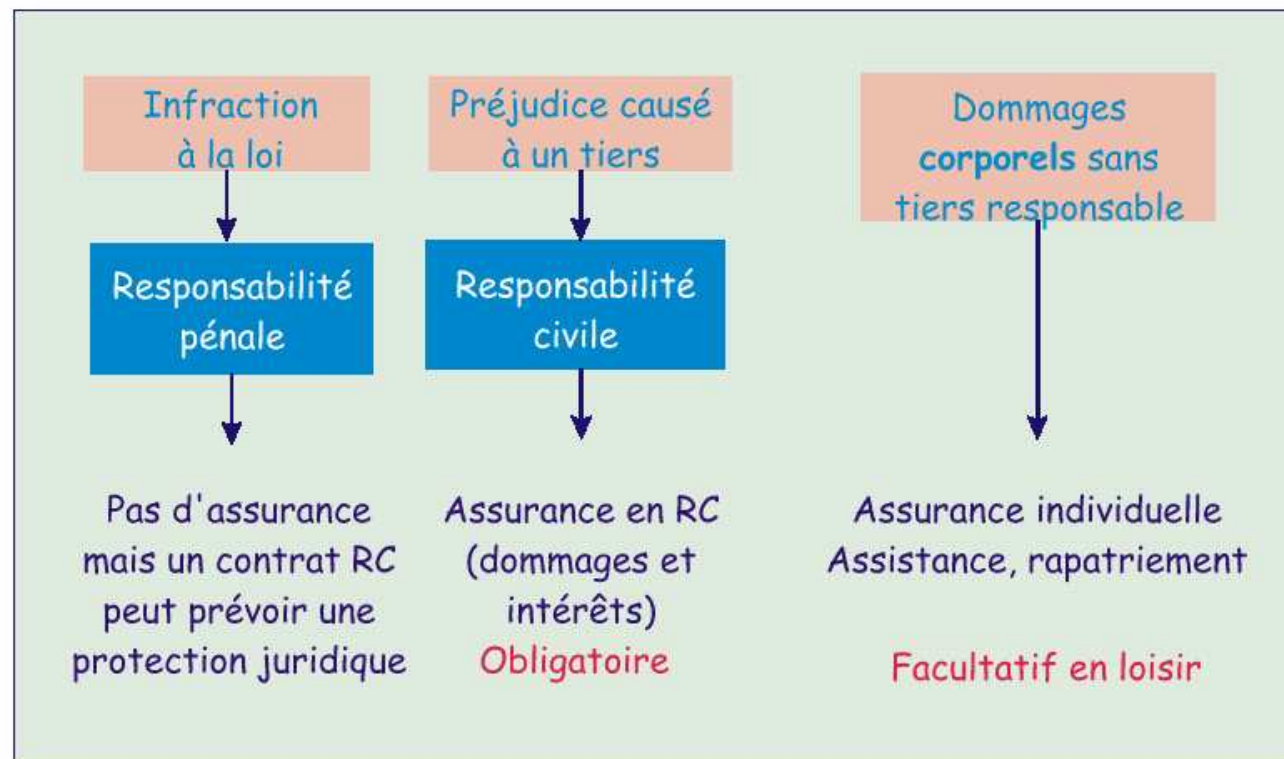 Infraction
à la loi
Responsabilité
pénale
Pas d'assurance
mais un contrat RC
peut prévoir une
protection juridique
Préjudice causé
à un tiers
Responsabilité
civile
Assurance en RC
(dommages et
intérêts)
Obligatoire
Dommages
corporels sans
tiers responsable
Assurance individuelle
Assistance, rapatriement
Facultatif en loisir